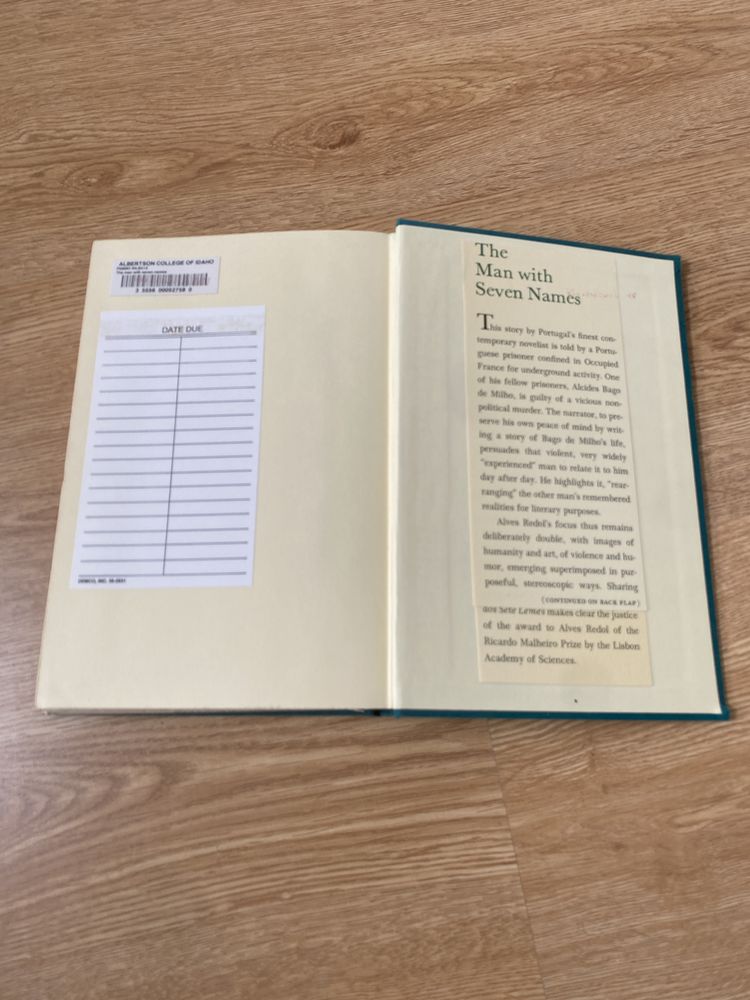 ALBERTSON COLLEGE OF IDAHO
The man with seven names
DATE DUE
DEMCO, INC. 38-2931
The
Man with
Seven Names
This story by Portugal's finest con-
temporary novelist is told by a Portu-
guese prisoner confined in Occupied
France for underground activity. One
of his fellow prisoners, Alcides Bago
de Milho, is guilty of a vicious non-
political murder. The narrator, to pre-
serve his own peace of mind by writ-
ing a story of Bago de Milho's life,
persuades that violent, very widely
"experienced" man to relate it to him
day after day. He highlights it, "rear-
ranging" the other man's remembered
realities for literary purposes.
Alves Redol's focus thus remains
deliberately double, with images of
humanity and art, of violence and hu-
mor, emerging superimposed in pur-
poseful, stereoscopic ways. Sharing
(CONTINUED ON BACK FLAP)
dos Sete Lemes makes clear the justice
of the award to Alves Redol of the
Ricardo Malheiro Prize by the Lisbon
Academy of Sciences.